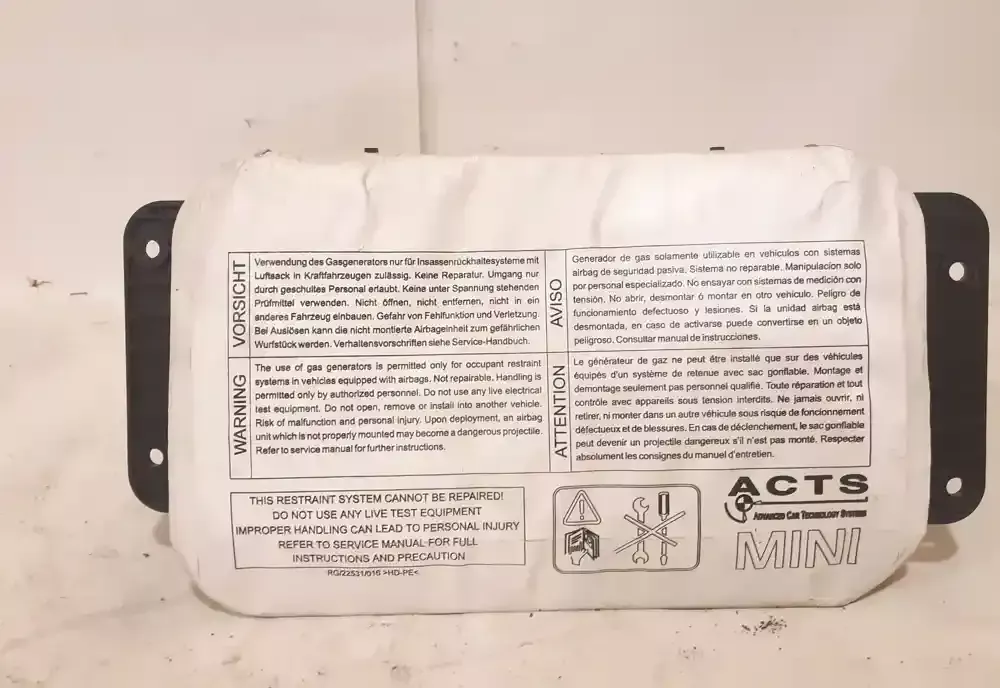 VORSICHT
Verwendung des Gasgenerators nur für Insassenrückhaltesysteme mit
Luftsack in Kraftfahrzeugen zulässig. Keine Reparatur. Umgang nur
durch geschultes Personal erlaubt. Keine unter Spannung stehenden
Prüfmittel verwenden. Nicht öffnen, nicht entfernen, nicht in ein
anderes Fahrzeug einbauen. Gefahr von Fehlfunktion und Verletzung.
Bei Auslösen kann die nicht montierte Airbageinheit zum gefährlichen
Wurfstück werden. Verhaltensvorschriften siehe Service-Handbuch.
AVISO
Generador de gas solamente utilizable en vehiculos con sistemas
airbag de seguridad pasiva. Sistema no reparable. Manipulacion solo
por personal especializado. No ensayar con sistemas de medición con
tensión. No abrir, desmontar ó montar en otro vehiculo. Peligro de
funcionamiento defectuoso y lesiones. Si la unidad airbag está
desmontada, en caso de activarse puede convertirse en un objeto
peligroso. Consultar manual de instrucciones.
WARNING
The use of gas generators is permitted only for occupant restraint
systems in vehicles equipped with airbags. Not repairable. Handling is
permitted only by authorized personnel. Do not use any live electrical
test equipment. Do not open, remove or install into another vehicle.
Risk of malfunction and personal injury. Upon deployment, an airbag
unit which is not properly mounted may become a dangerous projectile.
Refer to service manual for further instructions.
ATTENTION
Le générateur de gaz ne peut être installé que sur des véhicules
équipés d'un système de retenue avec sac gonflable. Montage et
demontage seulement pas personnel qualifie. Toute réparation et tout
contrôle avec appareils sous tension interdits. Ne jamais ouvrir, ni
retirer, ni monter dans un autre véhicule sous risque de fonctionnement
défectueux et de blessures. En cas de déclenchement, le sac gonflable
peut devenir un projectile dangereux s'il n'est pas monté. Respecter
absolument les consignes du manuel d'entretien.
THIS RESTRAINT SYSTEM CANNOT BE REPAIRED!
DO NOT USE ANY LIVE TEST EQUIPMENT
IMPROPER HANDLING CAN LEAD TO PERSONAL INJURY
REFER TO SERVICE MANUAL FOR FULL
INSTRUCTIONS AND PRECAUTION
RG/22531/016 >HD-PE<
ACTS
ADVANCED CAR TECHNOLOGY SYSTEMS
MINI